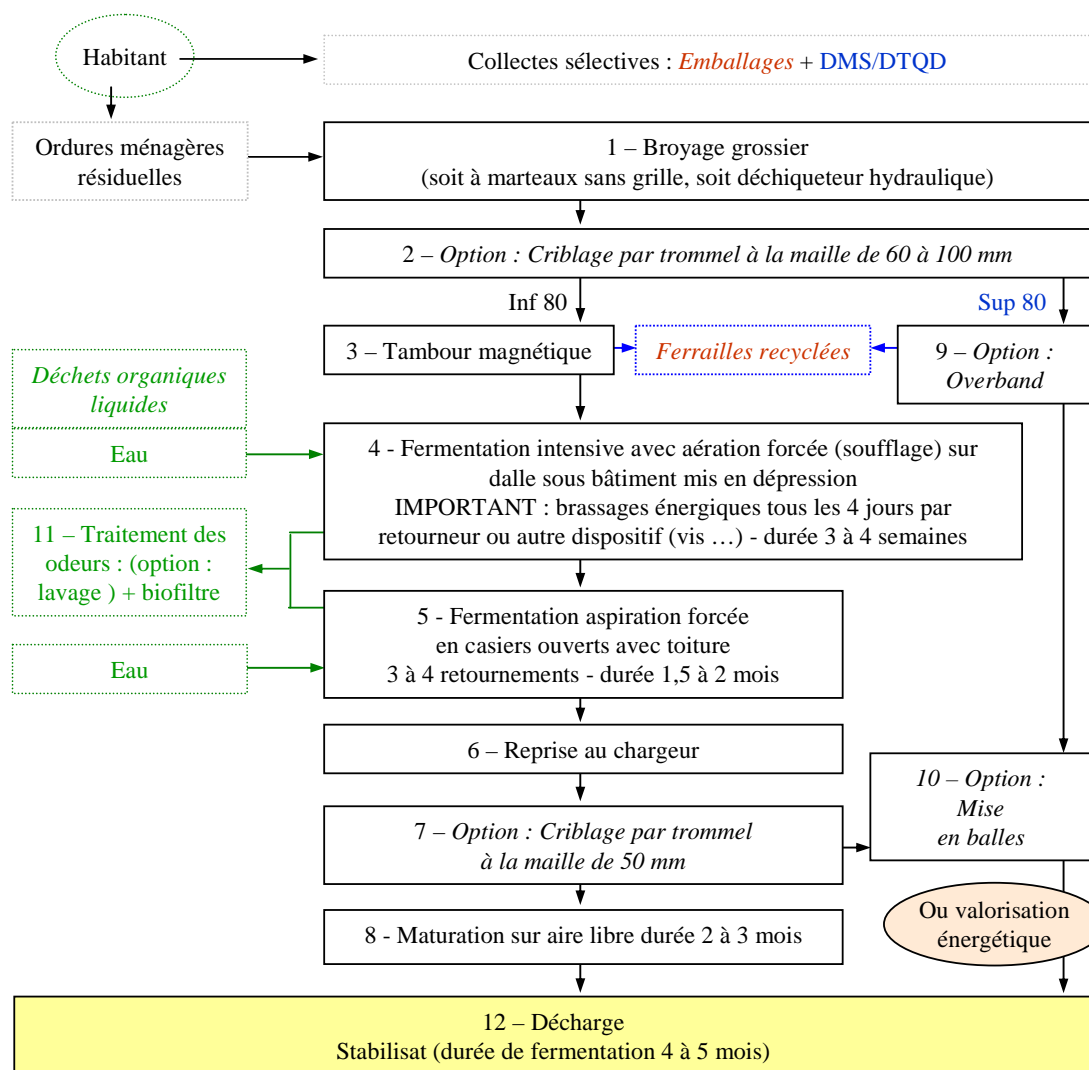 Habitant
Collectes sélectives : Emballages + DMS/DTQD
Ordures ménagères
résiduelles
1 – Broyage grossier
(soit à marteaux sans grille, soit déchiqueteur hydraulique)
2 – Option : Criblage par trommel à la maille de 60 à 100 mm
Inf 80
Sup 80
3 – Tambour magnétique
Ferrailles recyclées
9 – Option :
Overband
Déchets organiques
liquides
Eau
4 - Fermentation intensive avec aération forcée (soufflage) sur
dalle sous bâtiment mis en dépression
IMPORTANT : brassages énergiques tous les 4 jours par
retourneur ou autre dispositif (vis …) - durée 3 à 4 semaines
11 – Traitement des
odeurs : (option :
lavage ) + biofiltre
5 - Fermentation aspiration forcée
en casiers ouverts avec toiture
3 à 4 retournements - durée 1,5 à 2 mois
Eau
6 – Reprise au chargeur
10 – Option :
Mise
en balles
7 – Option : Criblage par trommel
à la maille de 50 mm
Ou valorisation
énergétique
8 - Maturation sur aire libre durée 2 à 3 mois
12 – Décharge
Stabilisat (durée de fermentation 4 à 5 mois)